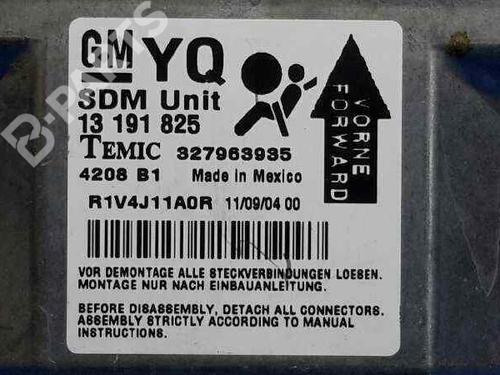 GM YQ
SDM Unit
13 191 825
TEMIC 327963935
4208 B1 Made in Mexico
R1V4J11A0R 11/09/04 00
VORNE
FORWARD
VOR DEMONTAGE ALLE STECKVERBINDUNGEN LOESEN.
MONTAGE NUR NACH EINBAUANLEITUNG.
BEFORE DISASSEMBLY, DETACH ALL CONNECTORS.
ASSEMBLY STRICTLY ACCORDING TO MANUAL
INSTRUCTIONS.
B-PARTS